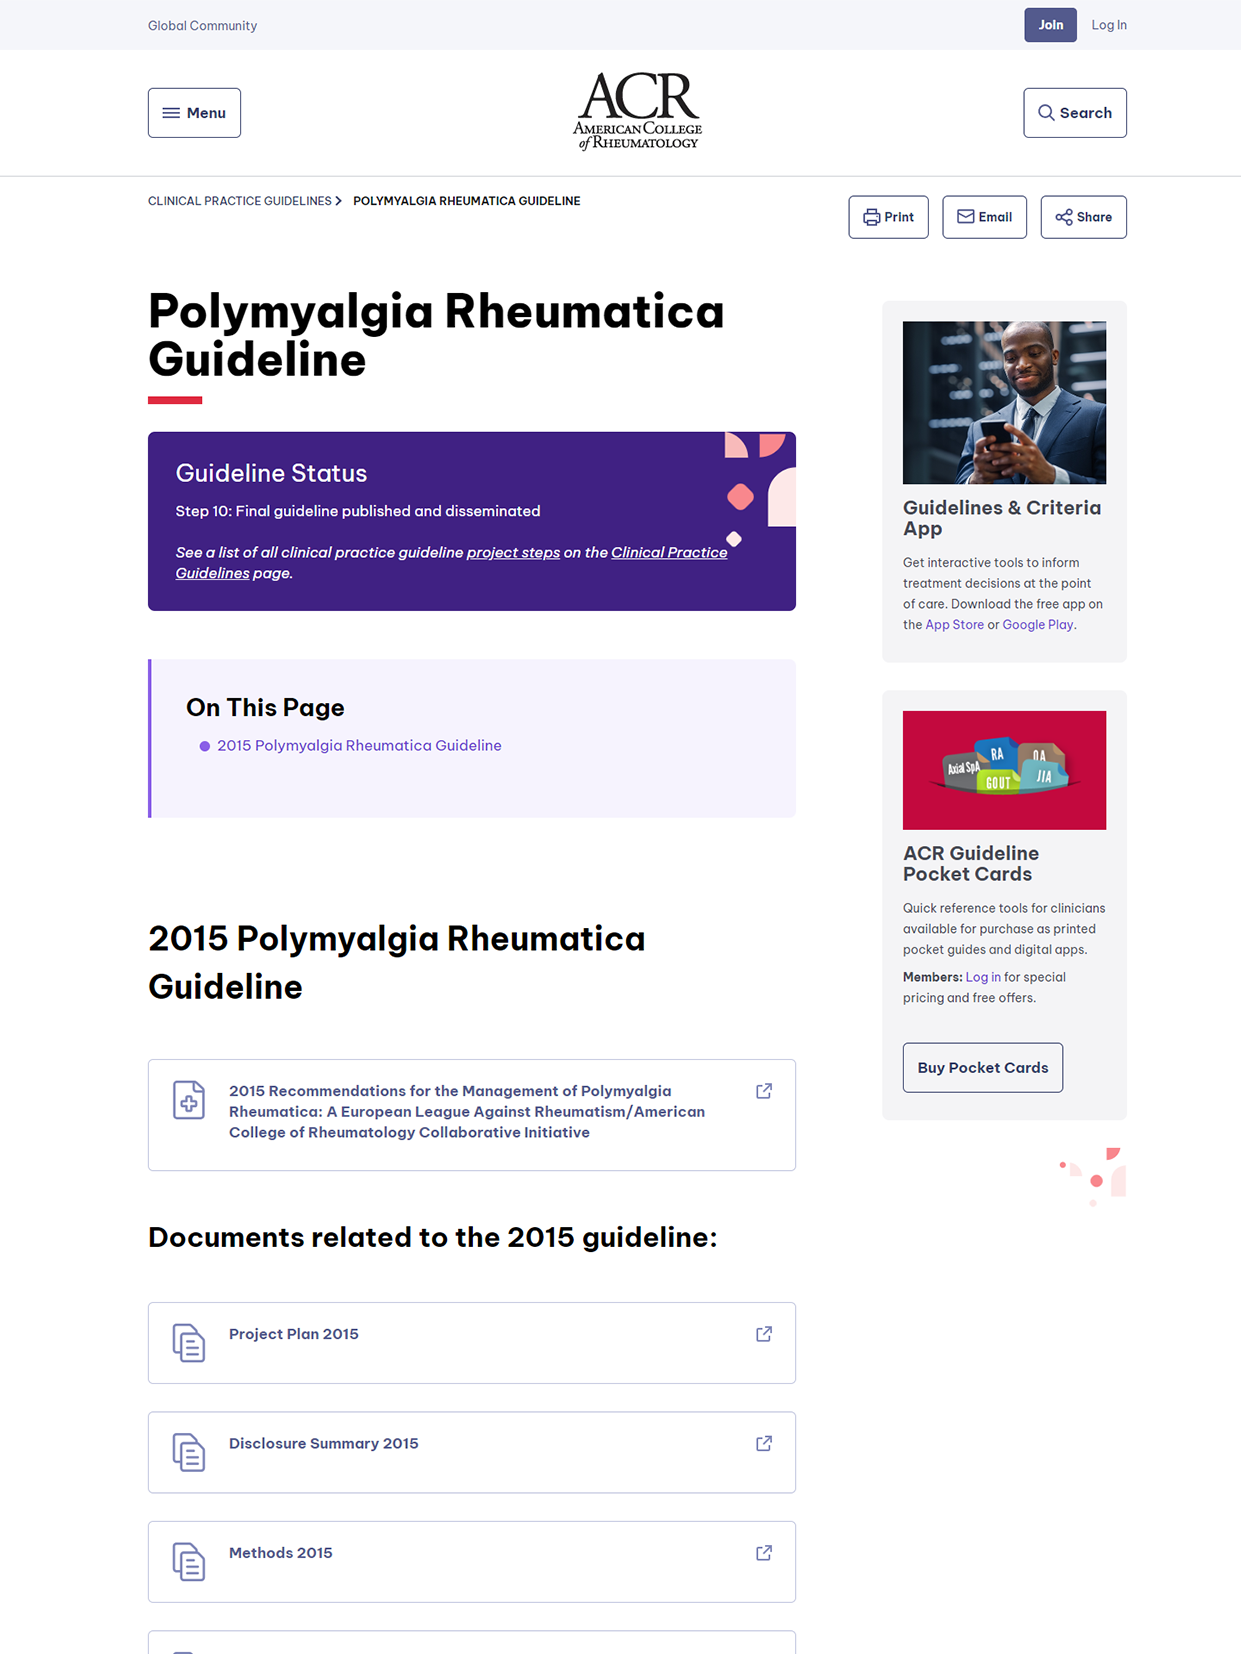 Global Community
Join
Log In
Menu
ACR
AMERICAN COLLEGE
of RHEUMATOLOGY
Search
CLINICAL PRACTICE GUIDELINES
POLYMYALGIA RHEUMATICA GUIDELINE
Print
Email
Share
Polymyalgia Rheumatica
Guideline
Guideline Status
Step 10: Final guideline published and disseminated
See a list of all clinical practice guideline project steps on the Clinical Practice
Guidelines page.
On This Page
2015 Polymyalgia Rheumatica Guideline
2015 Polymyalgia Rheumatica
Guideline
2015 Recommendations for the Management of Polymyalgia
Rheumatica: A European League Against Rheumatism/American
College of Rheumatology Collaborative Initiative
Documents related to the 2015 guideline:
Project Plan 2015
Disclosure Summary 2015
Methods 2015
Guidelines & Criteria
App
Get interactive tools to inform
treatment decisions at the point
of care. Download the free app on
the App Store or Google Play.
Axial SpA
RA
OA
GOUT
JIA
ACR Guideline
Pocket Cards
Quick reference tools for clinicians
available for purchase as printed
pocket guides and digital apps.
Members: Log in for special
pricing and free offers.
Buy Pocket Cards